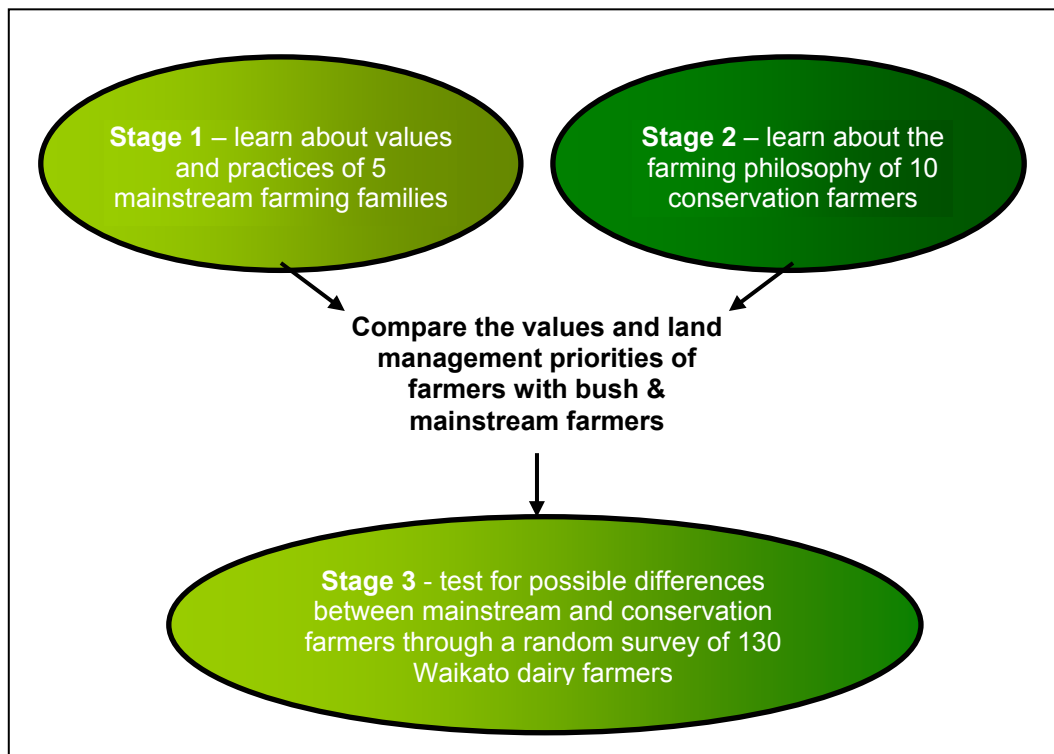 Stage 1 – learn about values
and practices of 5
mainstream farming families
Stage 2 – learn about the
farming philosophy of 10
conservation farmers
Compare the values and land
management priorities of
farmers with bush &
mainstream farmers
Stage 3 - test for possible differences
between mainstream and conservation
farmers through a random survey of 130
Waikato dairy farmers